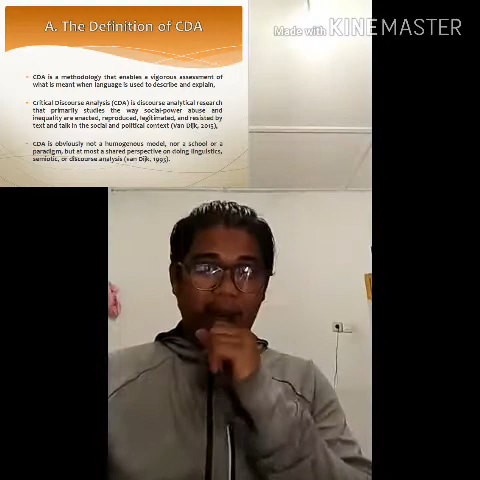 A. The Definition of CDA
Made with KINEMASTER
CDA is a methodology that enables a vigorous assessment of
what is meant when language is used to describe and explain,
Critical Discourse Analysis (CDA) is discourse analytical research
that primarily studies the way social-power abuse and
inequality are enacted, reproduced, legitimated, and resisted by
text and talk in the social and political context (Van Dijk, 2015),
CDA is obviously not a homogenous model, nor a school or a
paradigm, but at most a shared perspective on doing linguistics,
semiotic, or discourse analysis (van Dijk, 1993).